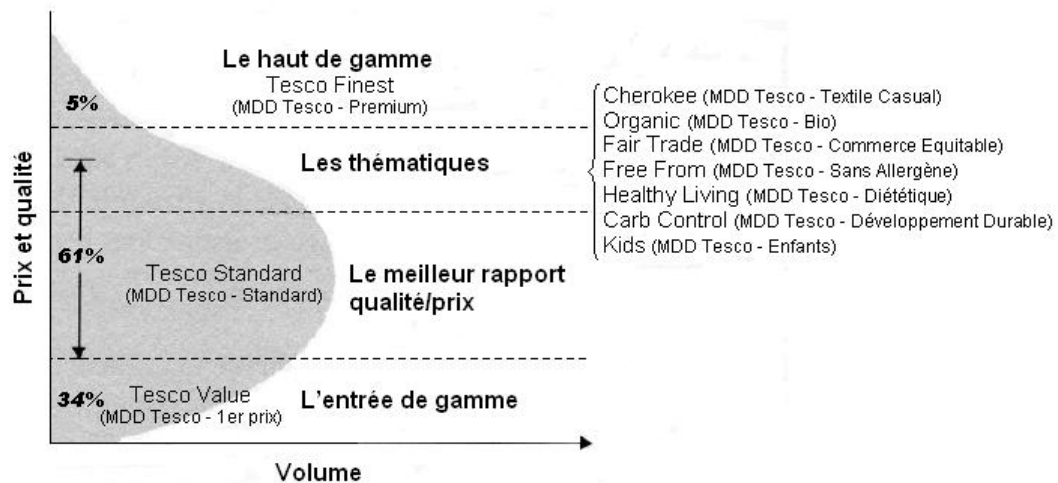 Prix et qualité
Le haut de gamme
Tesco Finest
(MDD Tesco - Premium)
5%
Les thématiques
Cherokee (MDD Tesco - Textile Casual)
Organic (MDD Tesco - Bio)
Fair Trade (MDD Tesco - Commerce Equitable)
Free From (MDD Tesco - Sans Allergène)
Healthy Living (MDD Tesco - Diététique)
Carb Control (MDD Tesco - Développement Durable)
Kids (MDD Tesco - Enfants)
61%
Tesco Standard
(MDD Tesco - Standard)
Le meilleur rapport
qualité/prix
34%
Tesco Value
(MDD Tesco - 1er prix)
L'entrée de gamme
Volume